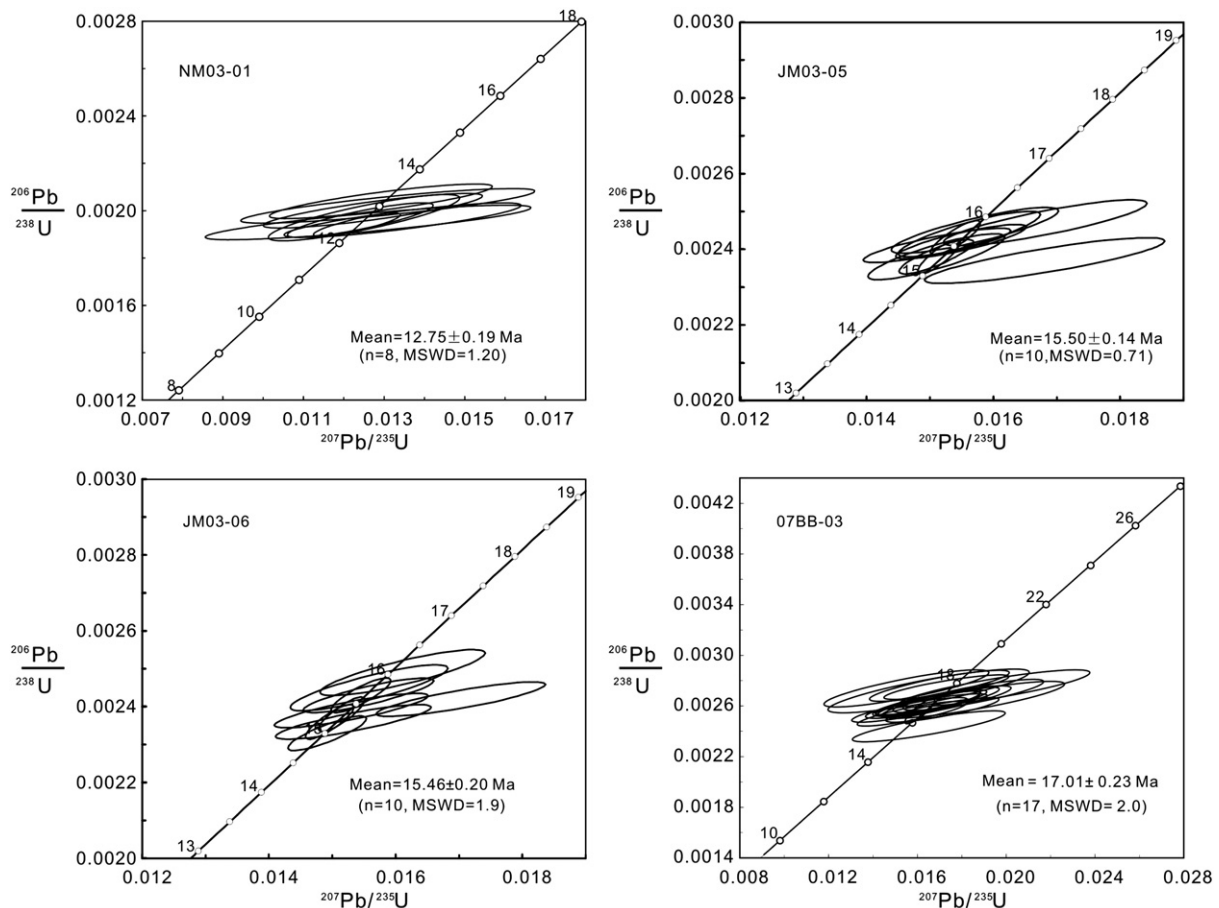 0.0028
0.0024
0.0020
0.0016
0.0012
206Pb
238U
NM03-01
18
16
14
12
10
8
Mean=12.75±0.19 Ma
(n=8, MSWD=1.20)
0.007 0.009 0.011 0.013 0.015 0.017
207Pb/235U
0.0030
0.0028
0.0026
0.0024
0.0022
0.0020
206Pb
238U
JM03-05
19
18
17
16
15
14
13
Mean=15.50±0.14 Ma
(n=10,MSWD=0.71)
0.012 0.014 0.016 0.018
207Pb/235U
0.0030
0.0028
0.0026
0.0024
0.0022
0.0020
206Pb
238U
JM03-06
19
18
17
16
14
13
Mean=15.46±0.20 Ma
(n=10, MSWD=1.9)
0.012 0.014 0.016 0.018
207Pb/235U
0.0042
0.0038
0.0034
0.0030
0.0026
0.0022
0.0018
0.0014
206Pb
238U
07BB-03
26
22
18
14
10
Mean = 17.01± 0.23 Ma
(n=17, MSWD= 2.0)
0.008 0.012 0.016 0.020 0.024 0.028
207Pb/235U